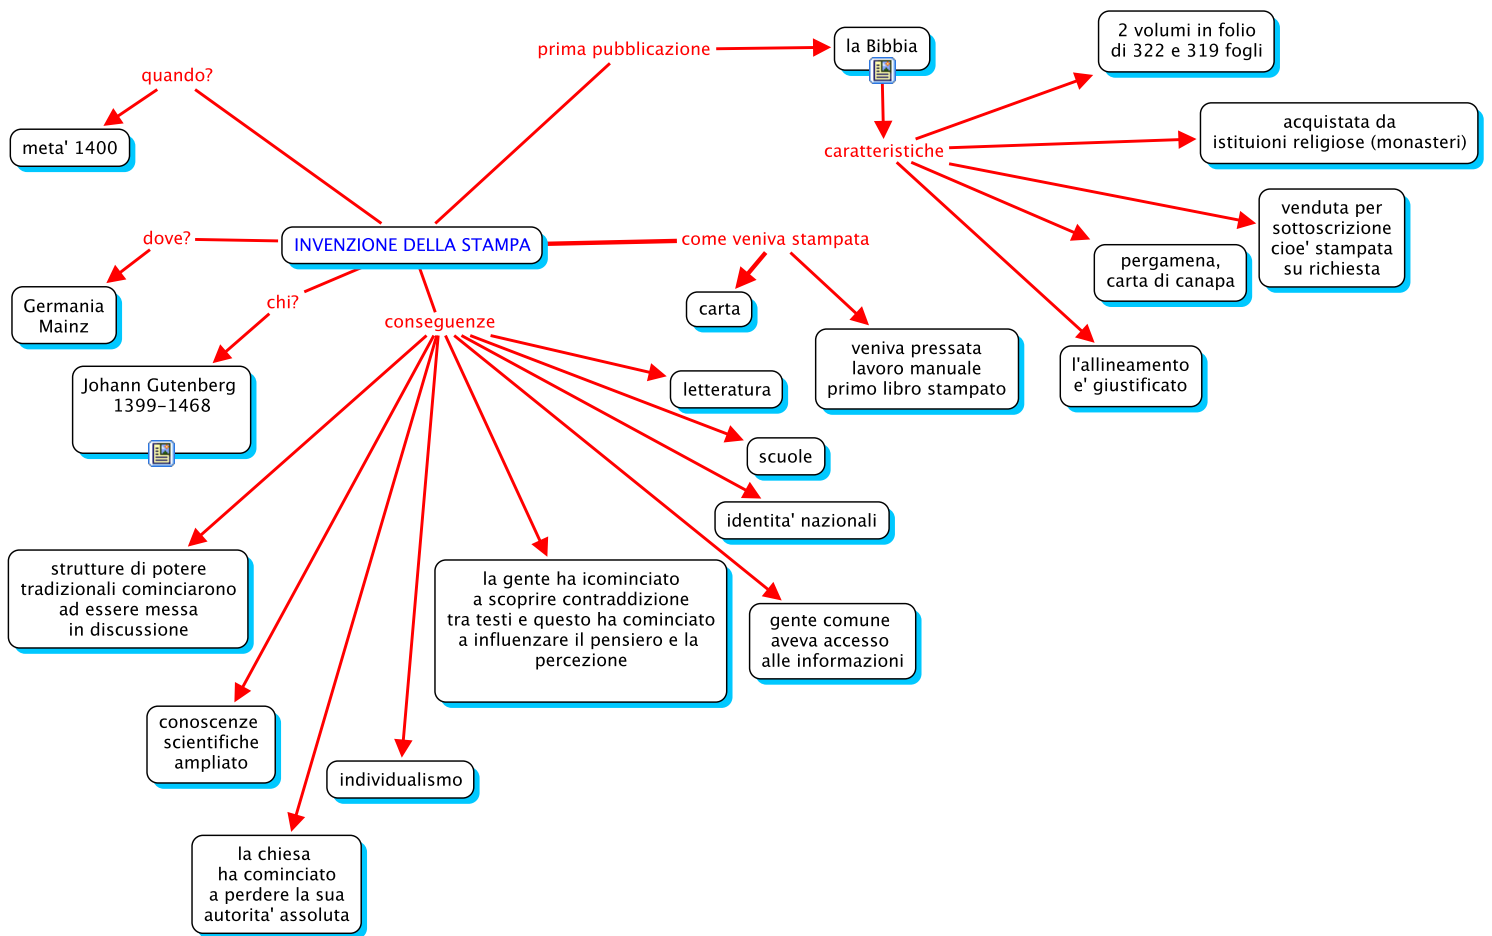 quando?
meta' 1400
prima pubblicazione
la Bibbia
caratteristiche
2 volumi in folio
di 322 e 319 fogli
acquistata da
istituioni religiose (monasteri)
venduta per
sottoscrizione
cioe' stampata
su richiesta
pergamena,
carta di canapa
l'allineamento
e' giustificato
INVENZIONE DELLA STAMPA
dove?
Germania
Mainz
chi?
Johann Gutenberg
1399-1468
come veniva stampata
carta
veniva pressata
lavoro manuale
primo libro stampato
conseguenze
letteratura
scuole
identita' nazionali
gente comune
aveva accesso
alle informazioni
la gente ha icominciato
a scoprire contraddizione
tra testi e questo ha cominciato
a influenzare il pensiero e la
percezione
individualismo
la chiesa
ha cominciato
a perdere la sua
autorita' assoluta
conoscenze
scientifiche
ampliato
strutture di potere
tradizionali cominciarono
ad essere messa
in discussione